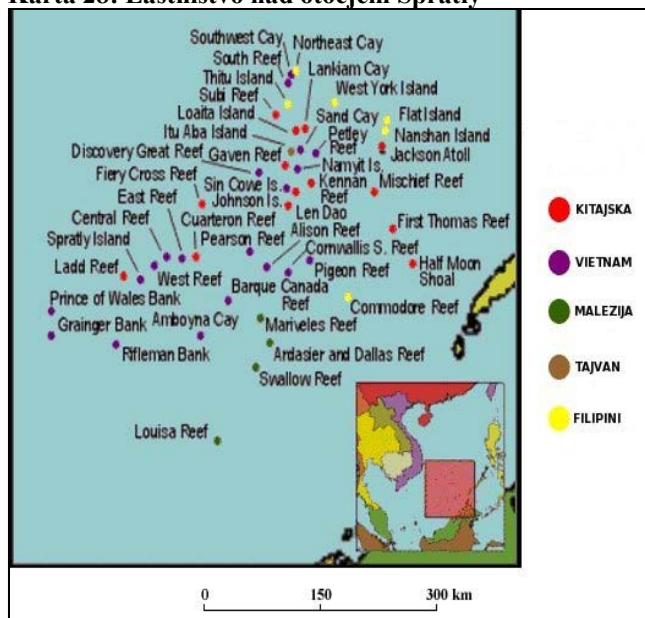 Karta 28: Lastništvo nad otočjem Spratly
Southwest Cay
Northeast Cay
South Reef
Lankiam Cay
Thitu Island
West York Island
Subi Reef
Sand Cay
Flat Island
Loaita Island
Petley
Reef
Nanshan Island
Itu Aba Island
Jackson Atoll
Discovery Great Reef
Gaven Reef
Namyit Is.
Fiery Cross Reef
Sin Cowe Is.
Kennan
Reef
Mischief Reef
East Reef
Johnson Is.
Len Dao
Central Reef
Cuarteron Reef
Alison Reef
First Thomas Reef
Spratly Island
Pearson Reef
Cornwallis S. Reef
Ladd Reef
West Reef
Pigeon Reef
Half Moon
Shoal
Barque Canada
Reef
Prince of Wales Bank
Commodore Reef
Grainger Bank
Amboyna Cay
Mariveles Reef
Rifleman Bank
Ardasier and Dallas Reef
Swallow Reef
Louisa Reef
KITAJSKA
VIETNAM
MALEZIJA
TAJVAN
FILIPINI
0 150 300 km